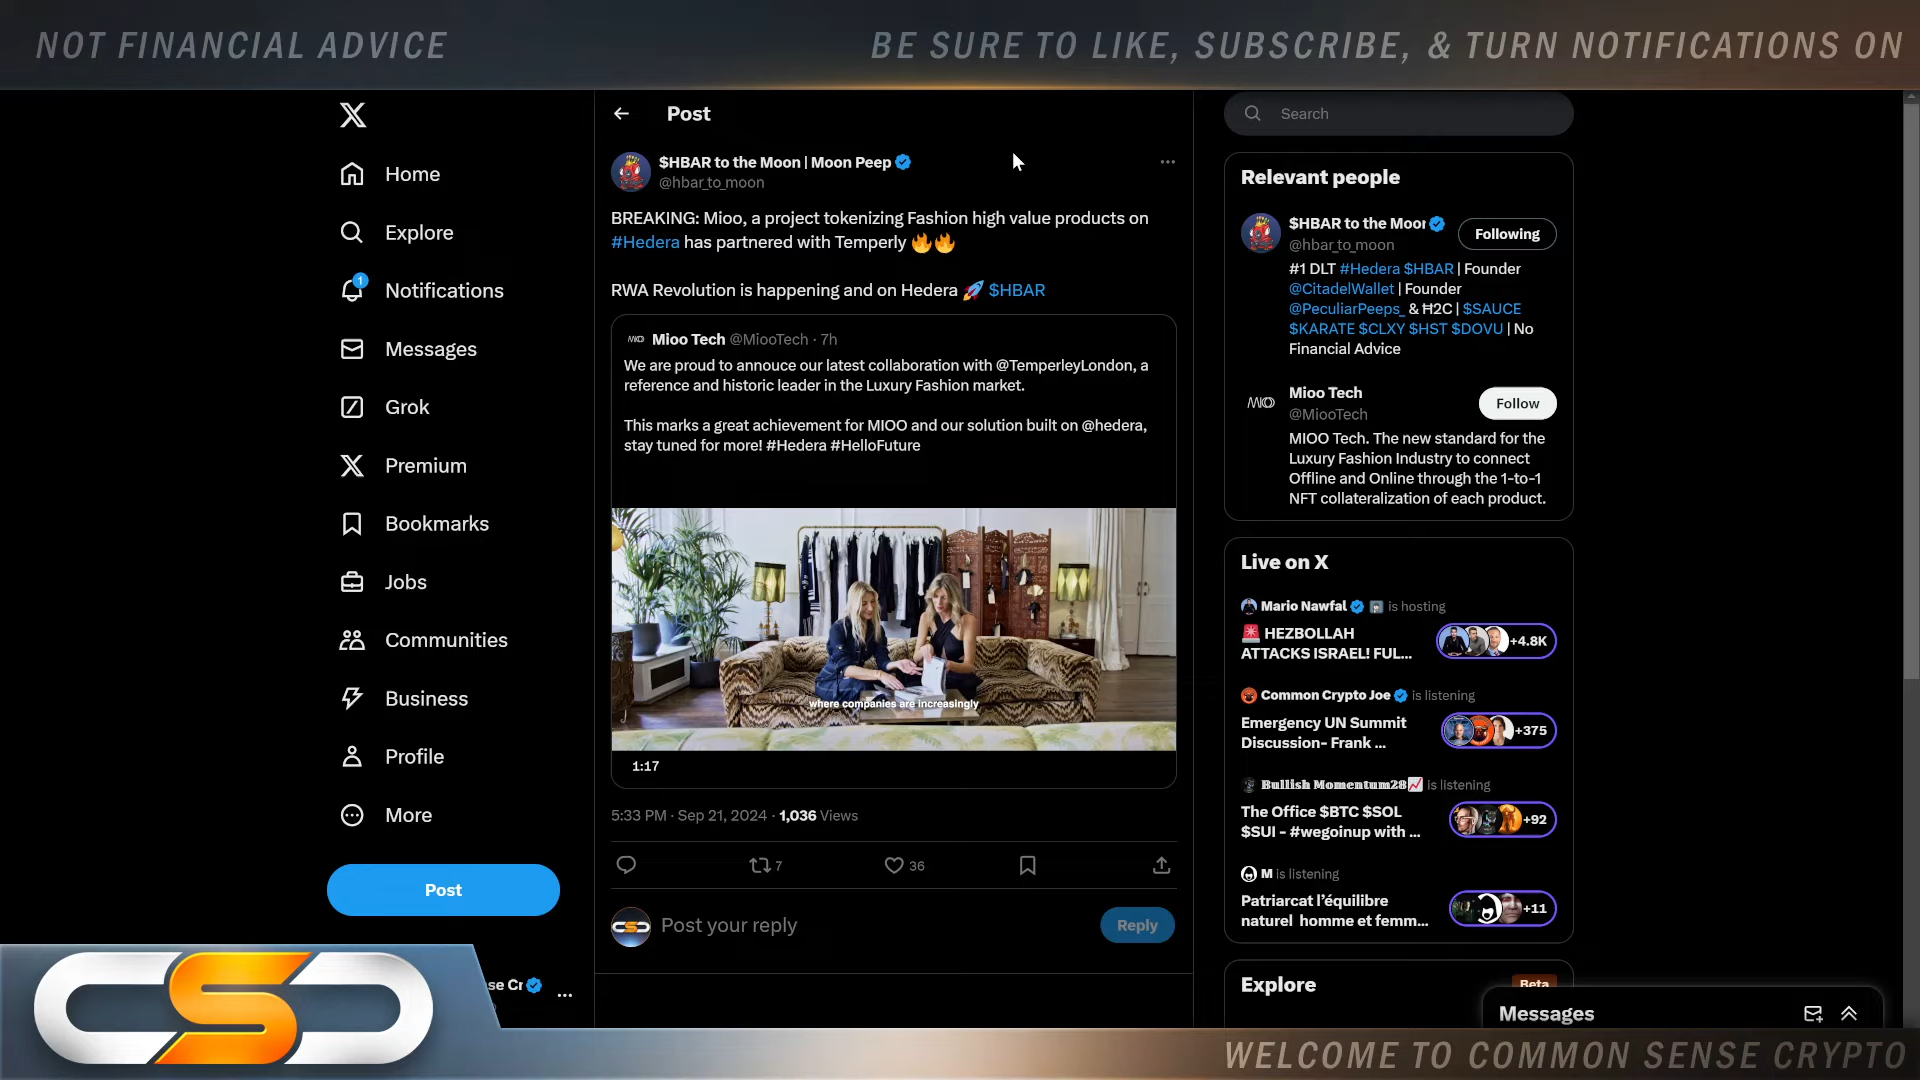 NOT FINANCIAL ADVICE
BE SURE TO LIKE, SUBSCRIBE, & TURN NOTIFICATIONS ON
Home
Explore
1
Notifications
Messages
Grok
Premium
Bookmarks
Jobs
Communities
Business
Profile
More
Post
se Cr
Post
$HBAR to the Moon | Moon Peep
@hbar_to_moon
BREAKING: Mioo, a project tokenizing Fashion high value products on
#Hedera has partnered with Temperly 🔥🔥
RWA Revolution is happening and on Hedera 🚀 $HBAR
MIO Mioo Tech @MiooTech · 7h
We are proud to annouce our latest collaboration with @TemperleyLondon, a
reference and historic leader in the Luxury Fashion market.
This marks a great achievement for MIOO and our solution built on @hedera,
stay tuned for more! #Hedera #HelloFuture
where companies are increasingly
1:17
5:33 PM · Sep 21, 2024 · 1,036 Views
7
36
CSC
Post your reply
Reply
Search
Relevant people
$HBAR to the Moon
@hbar_to_moon
Following
#1 DLT #Hedera $HBAR | Founder
@CitadelWallet | Founder
@PeculiarPeeps_ & ĦH2C | $SAUCE
$KARATE $CLXY $HST $DOVU | No
Financial Advice
MIO
Mioo Tech
@MiooTech
Follow
MIOO Tech. The new standard for the
Luxury Fashion Industry to connect
Offline and Online through the 1-to-1
NFT collateralization of each product.
Live on X
Mario Nawfal is hosting
🚨 HEZBOLLAH
ATTACKS ISRAEL! FUL...
+4.8K
Common Crypto Joe is listening
Emergency UN Summit
Discussion- Frank ...
+375
𝕭𝖚𝖑𝖑𝖎𝖘𝖍 𝕸𝖔𝖒𝖊𝖓𝖙𝖚𝖒28📈 is listening
The Office $BTC $SOL
$SUI - #wegoinup with ...
+92
M is listening
Patriarcat l'équilibre
naturel homme et femm...
+11
Explore
Beta
Messages
CSC
WELCOME TO COMMON SENSE CRYPTO